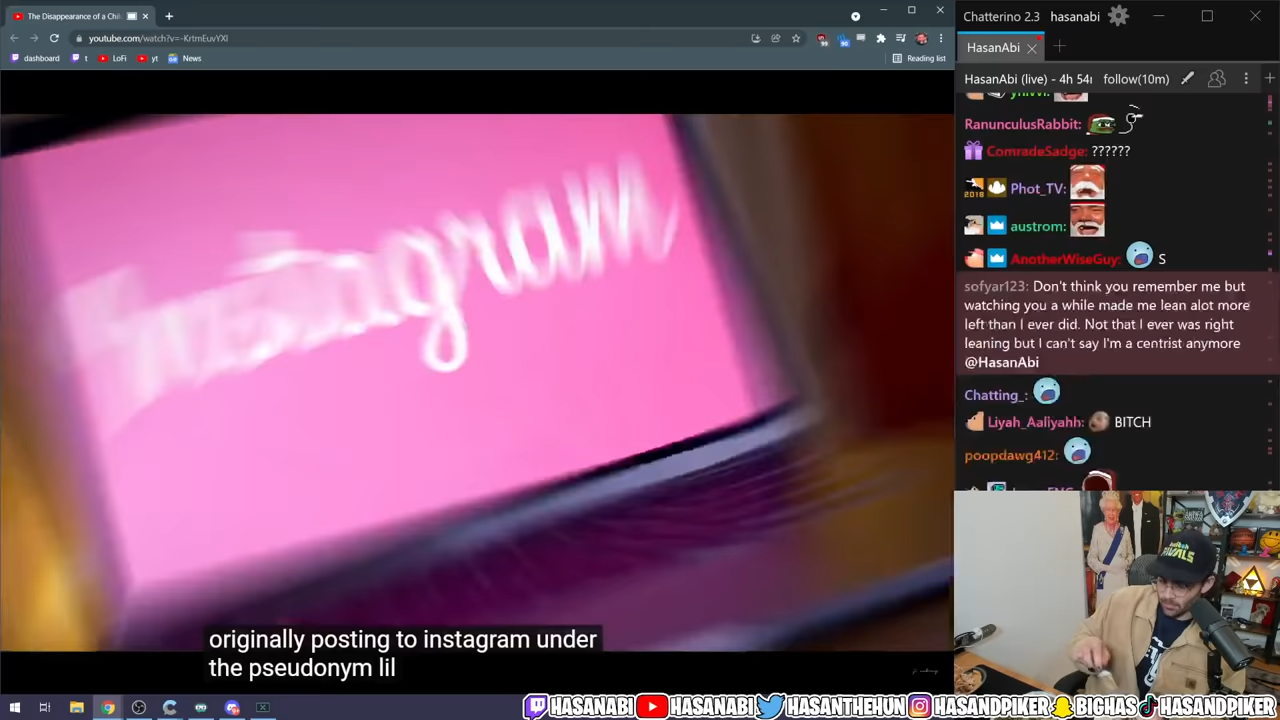 The Disappearance of a Chil
youtube.com/watch?v=-KrtmEuvYXI
dashboard
t
LoFi
yt
News
Reading list
Instagram
originally posting to instagram under
the pseudonym lil
Chatterino 2.3
hasanabi
HasanAbi
HasanAbi (live) - 4h 54m
follow(10m)
RanunculusRabbit:
ComradeSadge: ??????
2018 Phot_TV:
austrom:
AnotherWiseGuy: S
sofyar123: Don't think you remember me but
watching you a while made me lean alot more
left than I ever did. Not that I ever was right
leaning but I can't say I'm a centrist anymore
@HasanAbi
Chatting_:
Liyah_Aaliyahh: BITCH
poopdawg412:
RIVALS
HASANABI HASANABI HASANTHEHUN HASANDPIKER BIGHAS HASANDPIKER